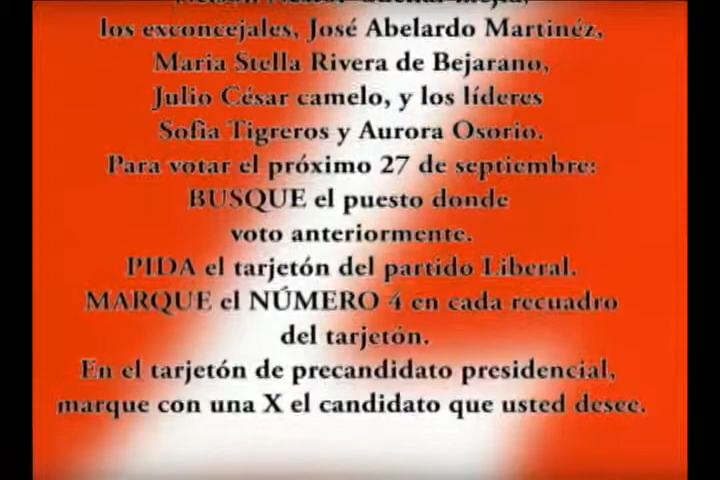 los exconcejales, José Abelardo Martinéz,
Maria Stella Rivera de Bejarano,
Julio César camelo, y los líderes
Sofia Tigreros y Aurora Osorio.
Para votar el próximo 27 de septiembre:
BUSQUE el puesto donde
voto anteriormente.
PIDA el tarjetón del partido Liberal.
MARQUE el NÚMERO 4 en cada recuadro
del tarjetón.
En el tarjetón de precandidato presidencial,
marque con una X el candidato que usted desee.